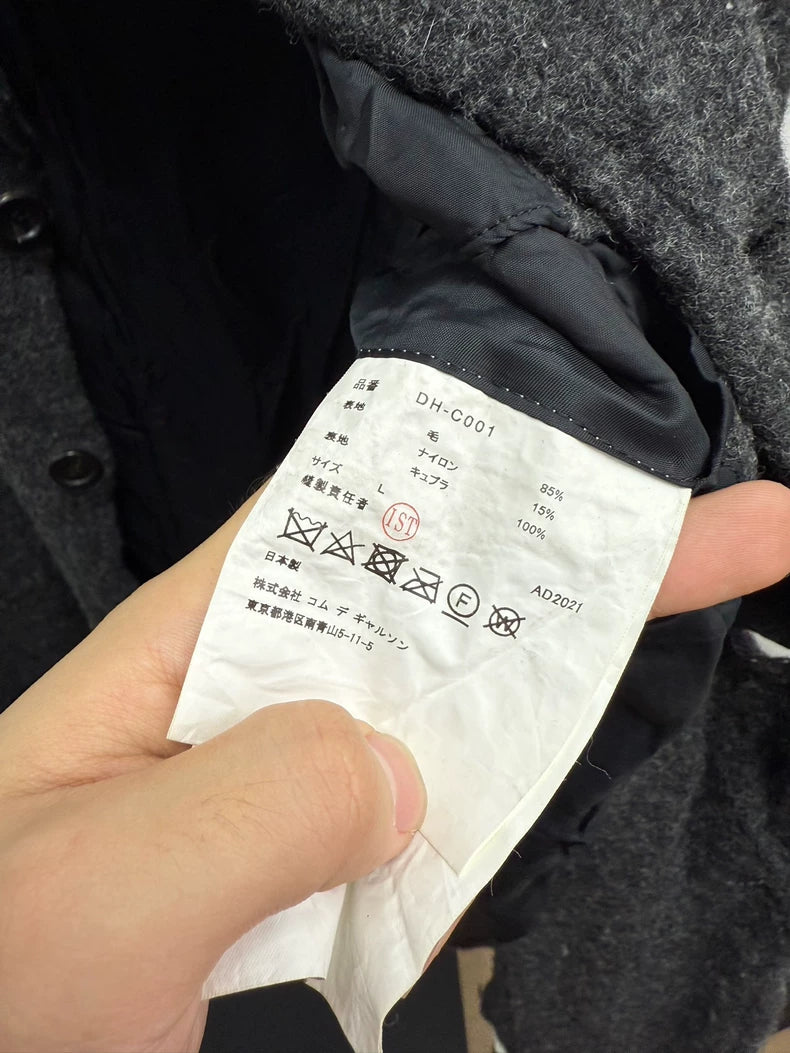 品番 DH-C001
表地 毛 85%
ナイロン 15%
裏地 キュプラ 100%
サイズ L
縫製責任者 IST
F W
日本製 AD2021
株式会社 コム デ ギャルソン
東京都港区南青山5-11-5